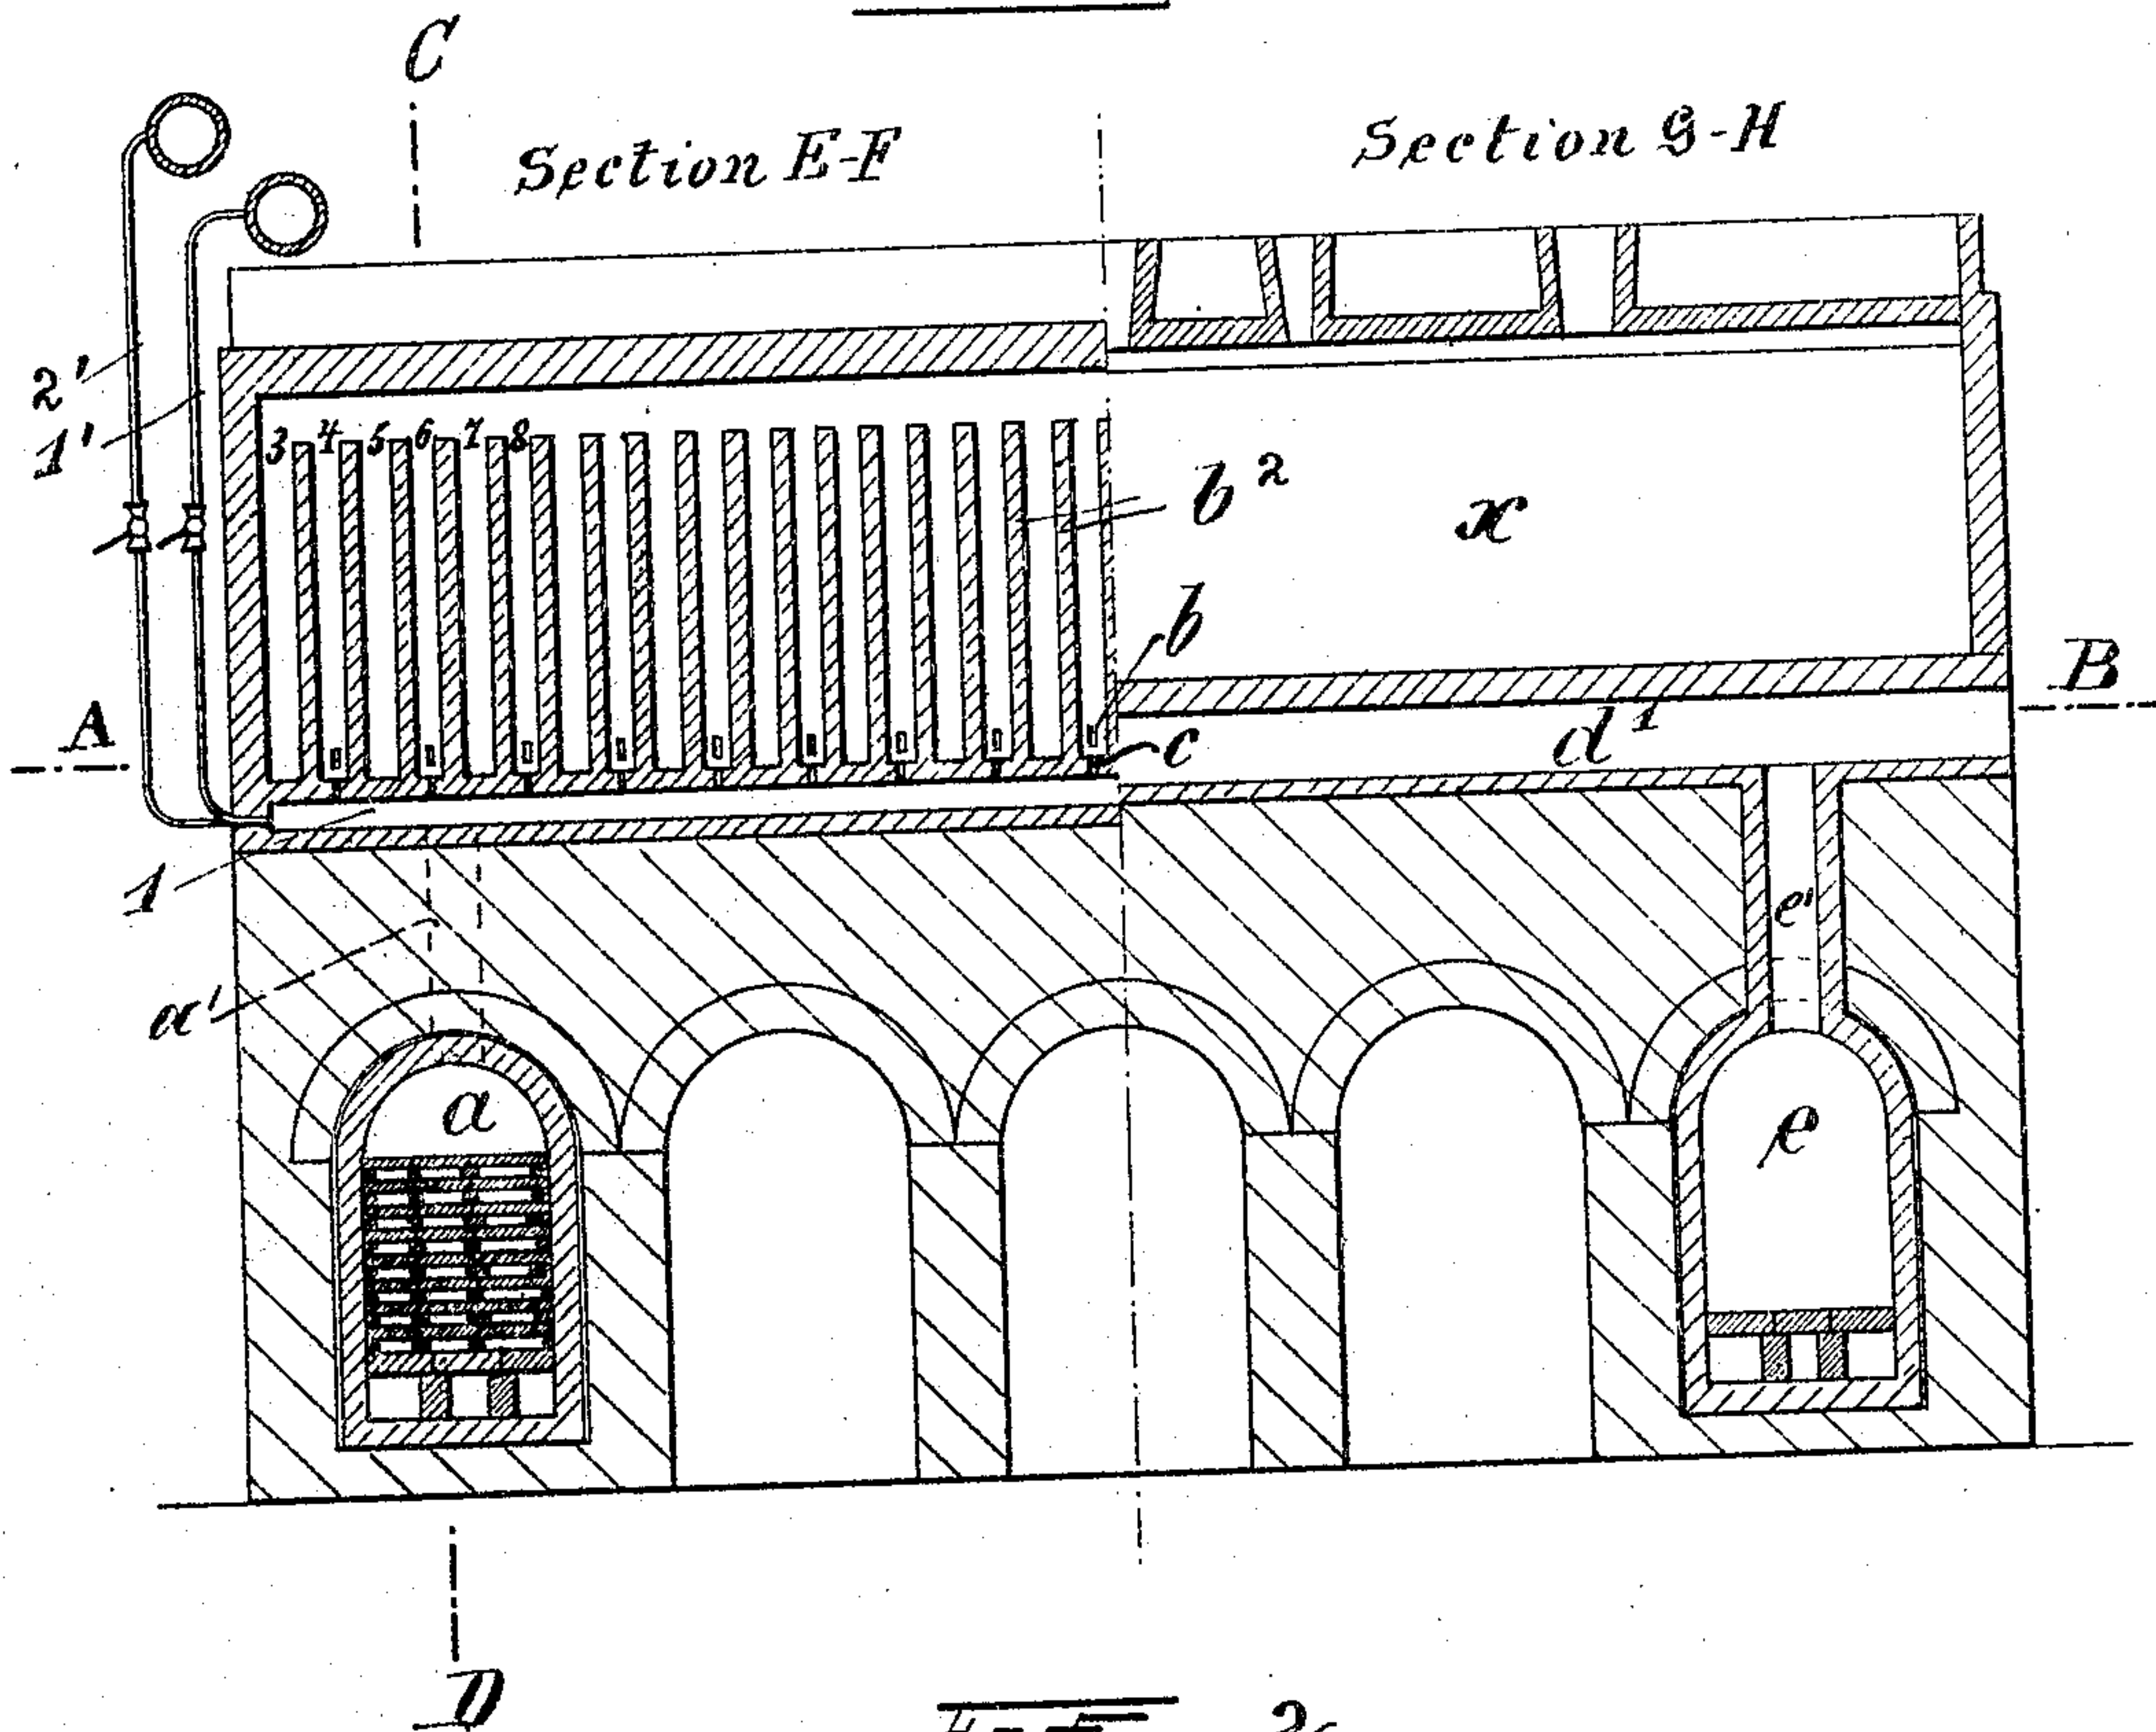 C
Section E-F
Section G-H
2'
1'
3 4 5 6 7 8
b²
x
b
A
B
c
d¹
1
e'
a'
a
e
D